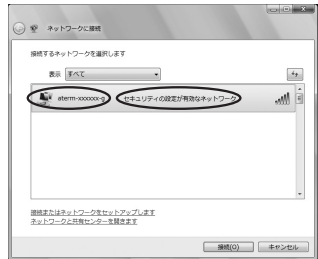 ネットワークに接続
接続するネットワークを選択します
表示 すべて
aterm-xxxxxx-g セキュリティの設定が有効なネットワーク
接続またはネットワークをセットアップします
ネットワークと共有センターを開きます
接続(O) キャンセル